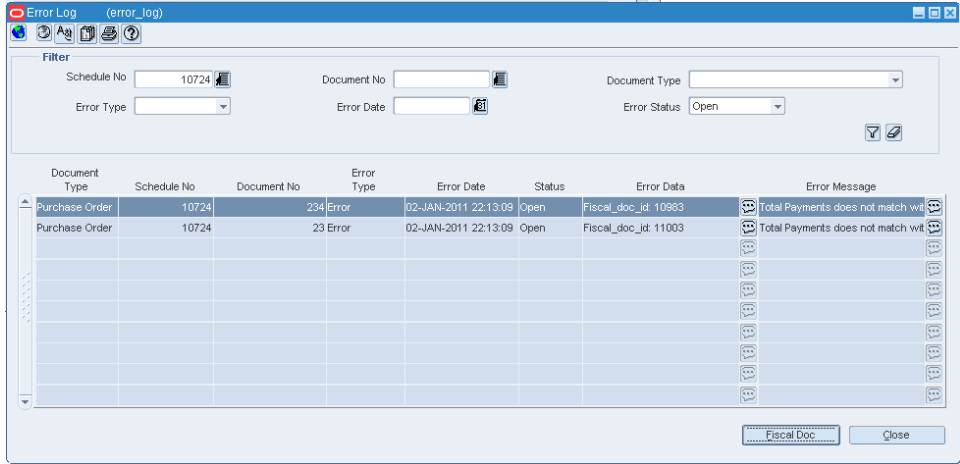 Error Log (error_log)
Filter
Schedule No 10724 Document No Document Type
Error Type Error Date Error Status Open
Document Type Schedule No Document No Error Type Error Date Status Error Data Error Message
Purchase Order 10724 234 Error 02-JAN-2011 22:13:09 Open Fiscal_doc_id: 10983 Total Payments does not match wit
Purchase Order 10724 23 Error 02-JAN-2011 22:13:09 Open Fiscal_doc_id: 11003 Total Payments does not match wit
Fiscal Doc Close